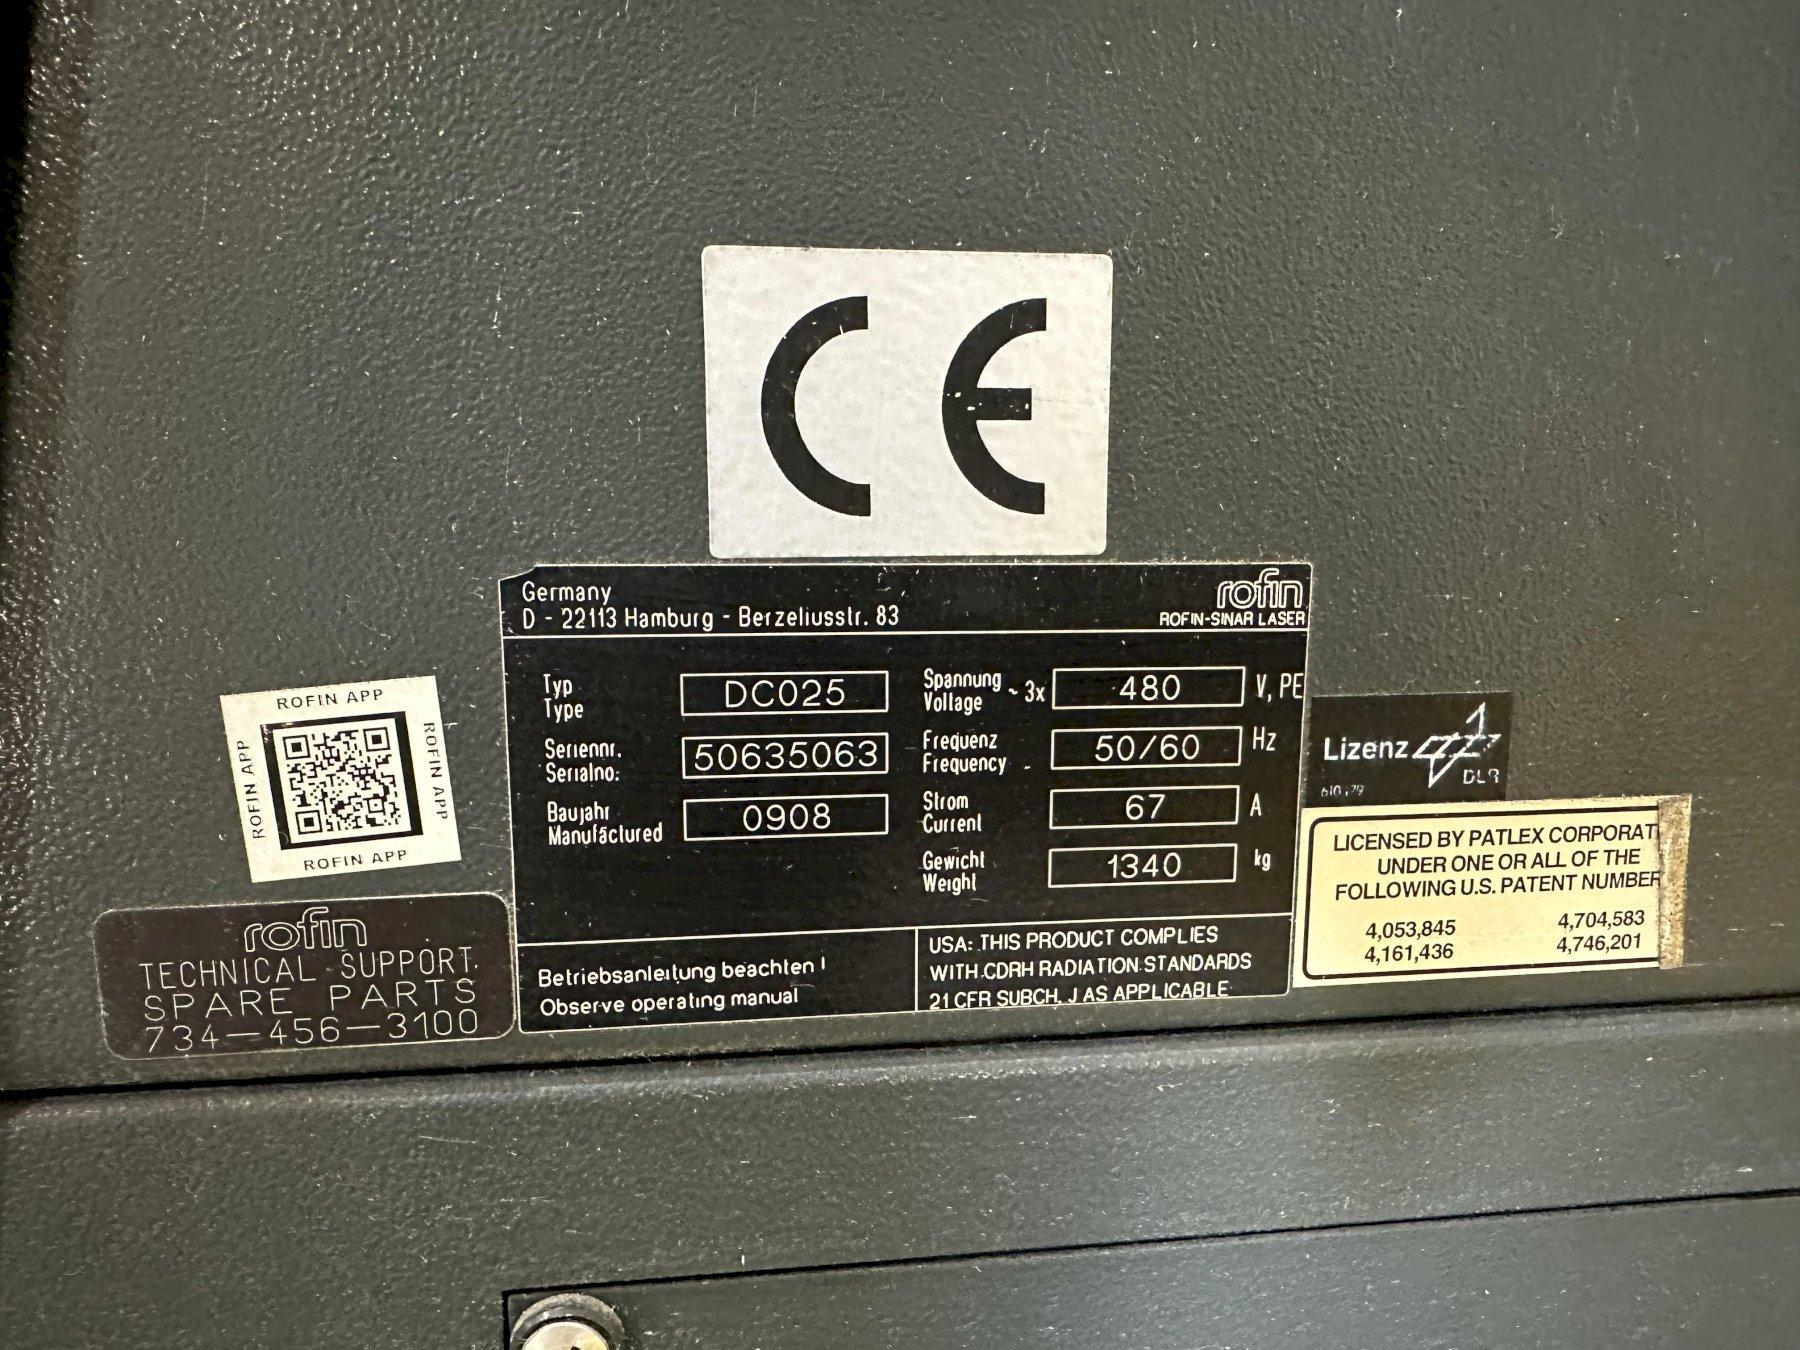 CE
Germany
D - 22113 Hamburg - Berzeliusstr. 83
rofin
ROFIN-SINAR LASER
Typ
Type
DC025
Seriennr.
Serialno.
50635063
Baujahr
Manufactured
0908
Spannung
Voltage
~ 3x
480
V, PE
Frequenz
Frequency
50/60
Hz
Strom
Current
67
A
Gewicht
Weight
1340
kg
Betriebsanleitung beachten !
Observe operating manual
USA: THIS PRODUCT COMPLIES
WITH CDRH RADIATION STANDARDS
21 CFR SUBCH. J AS APPLICABLE
ROFIN APP
ROFIN APP
ROFIN APP
ROFIN APP
rofin
TECHNICAL SUPPORT.
SPARE PARTS
734-456-3100
Lizenz
DLR
LICENSED BY PATLEX CORPORAT
UNDER ONE OR ALL OF THE
FOLLOWING U.S. PATENT NUMBER
4,053,845 4,704,583
4,161,436 4,746,201